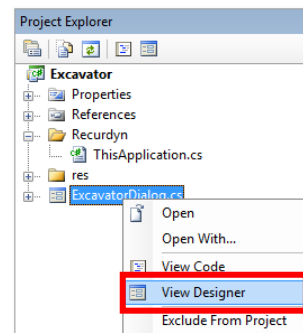 Project Explorer
Excavator
Properties
References
Recurdyn
ThisApplication.cs
res
ExcavatorDialog.cs
Open
Open With...
View Code
View Designer
Exclude From Project